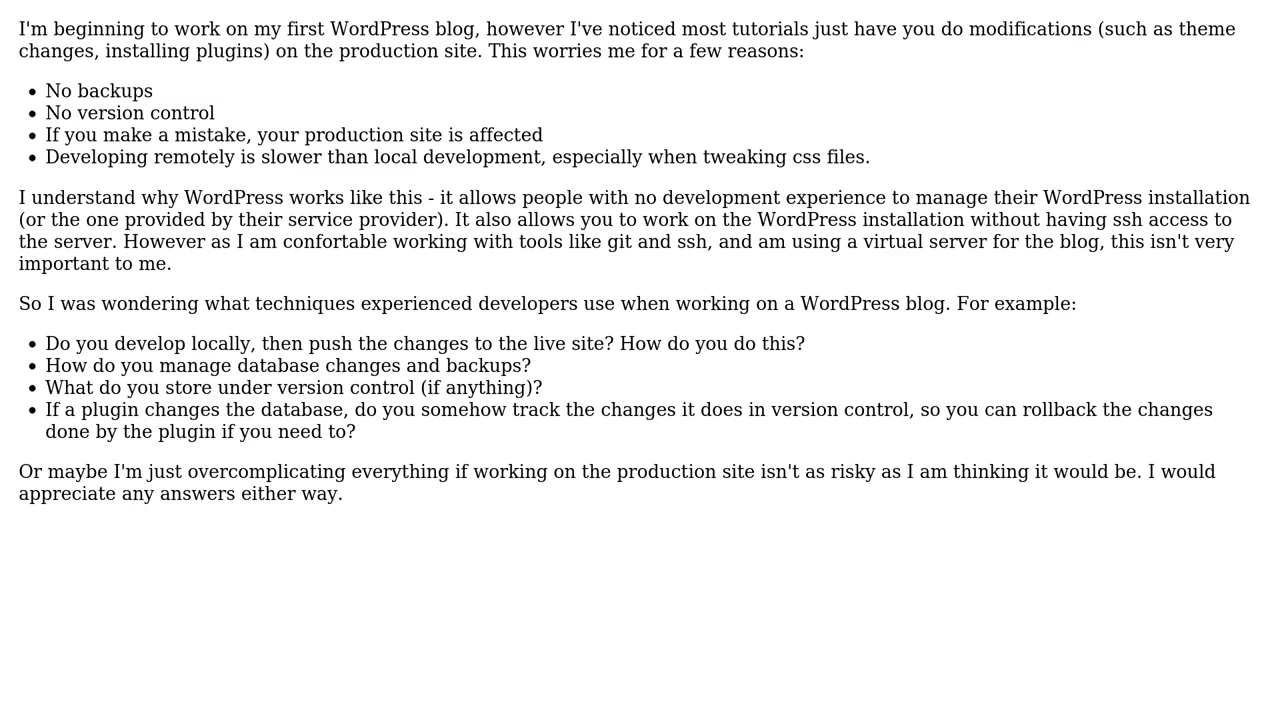 I'm beginning to work on my first WordPress blog, however I've noticed most tutorials just have you do modifications (such as theme
changes, installing plugins) on the production site. This worries me for a few reasons:
• No backups
• No version control
• If you make a mistake, your production site is affected
• Developing remotely is slower than local development, especially when tweaking css files.
I understand why WordPress works like this - it allows people with no development experience to manage their WordPress installation
(or the one provided by their service provider). It also allows you to work on the WordPress installation without having ssh access to
the server. However as I am confortable working with tools like git and ssh, and am using a virtual server for the blog, this isn't very
important to me.
So I was wondering what techniques experienced developers use when working on a WordPress blog. For example:
• Do you develop locally, then push the changes to the live site? How do you do this?
• How do you manage database changes and backups?
• What do you store under version control (if anything)?
• If a plugin changes the database, do you somehow track the changes it does in version control, so you can rollback the changes
done by the plugin if you need to?
Or maybe I'm just overcomplicating everything if working on the production site isn't as risky as I am thinking it would be. I would
appreciate any answers either way.